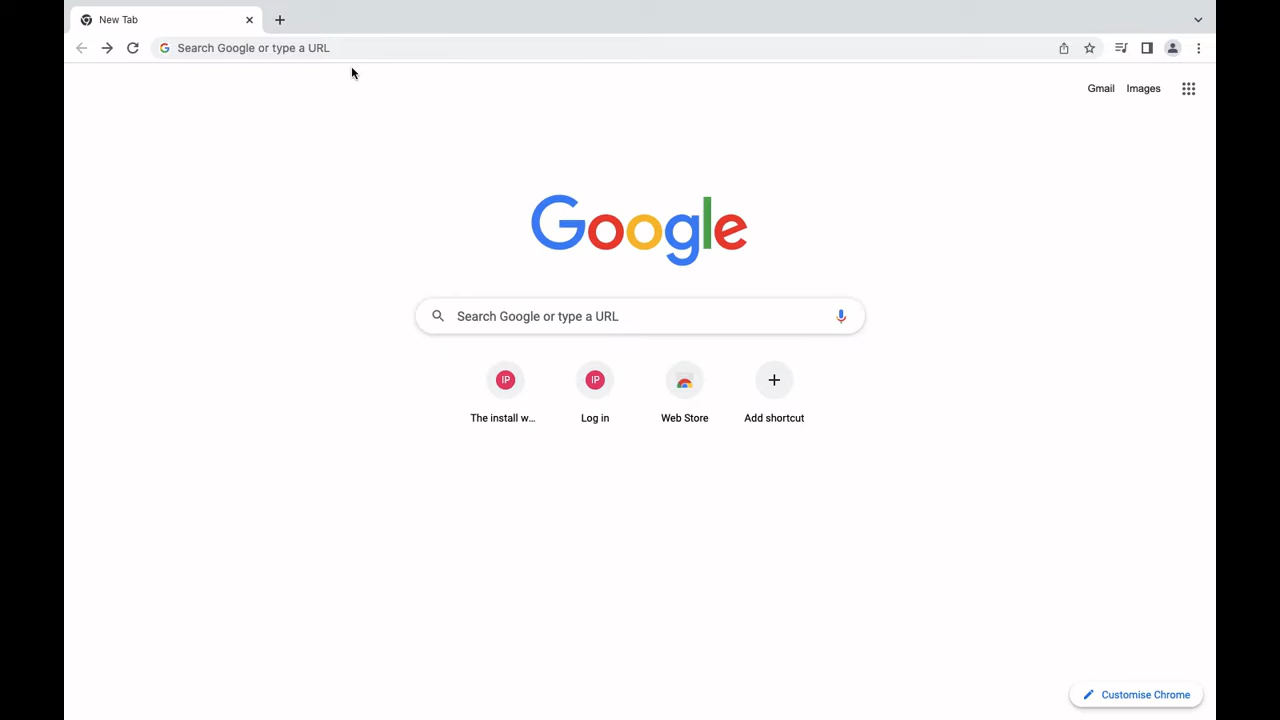 New Tab
Search Google or type a URL
Gmail Images
Google
Search Google or type a URL
IP IP
The install w... Log in Web Store Add shortcut
Customise Chrome